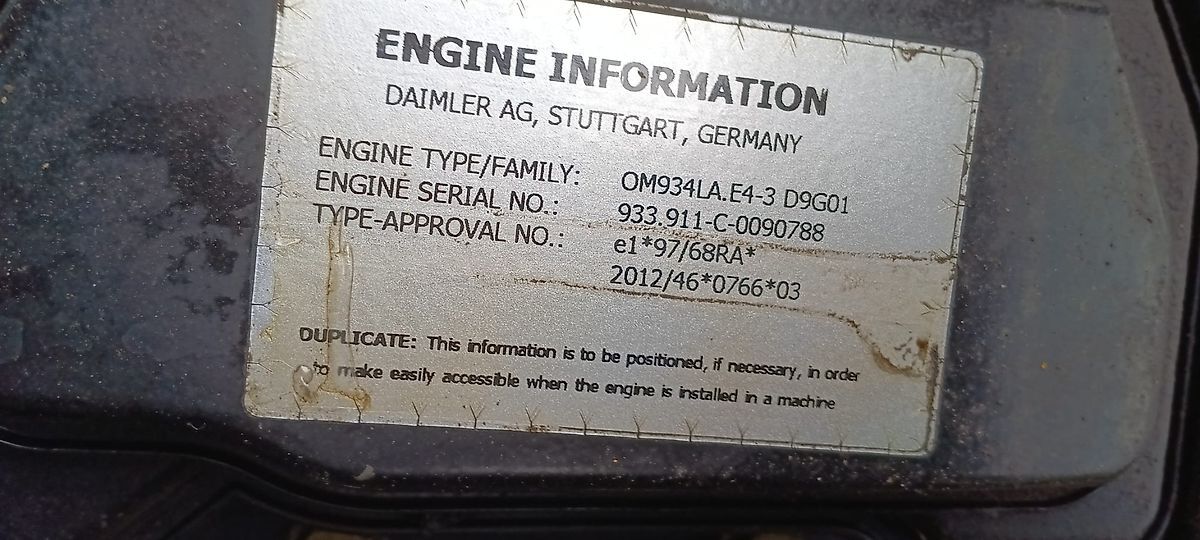 ENGINE INFORMATION
DAIMLER AG, STUTTGART, GERMANY
ENGINE TYPE/FAMILY: OM934LA.E4-3 D9G01
ENGINE SERIAL NO.: 933.911-C-0090788
TYPE-APPROVAL NO.: e1*97/68RA*
2012/46*0766*03
DUPLICATE: This information is to be positioned, if necessary, in order
to make easily accessible when the engine is installed in a machine